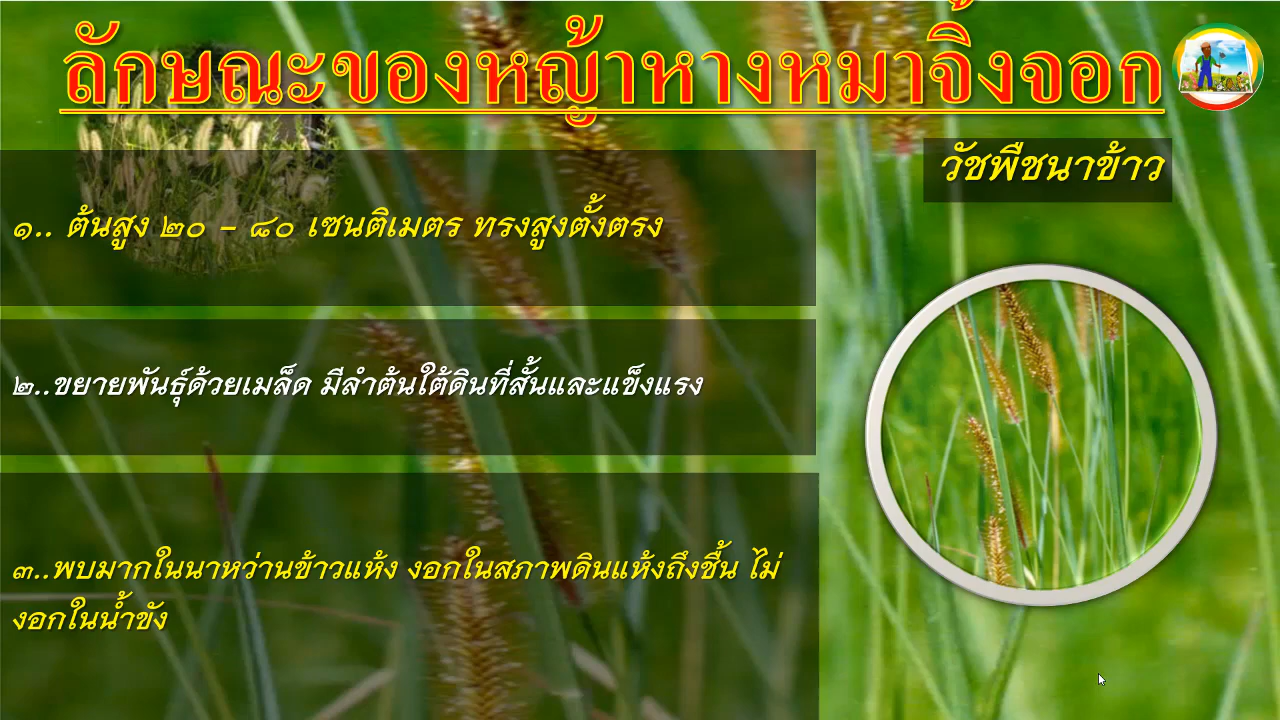 ลักษณะของหญ้าหางหมาจิ้งจอก
วัชพืชนาข้าว
๑.. ต้นสูง ๒๐ – ๘๐ เซนติเมตร ทรงสูงตั้งตรง
๒..ขยายพันธุ์ด้วยเมล็ด มีลำต้นใต้ดินที่สั้นและแข็งแรง
๓..พบมากในนาหว่านข้าวแห้ง งอกในสภาพดินแห้งถึงชื้น ไม่
งอกในน้ำขัง